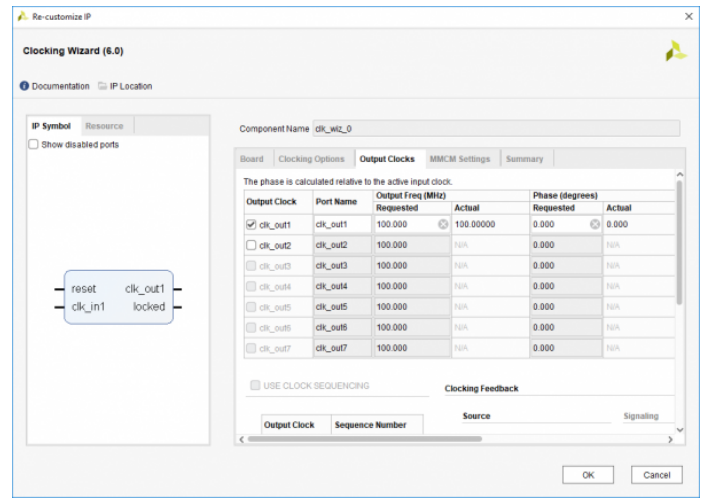 Re-customize IP
Clocking Wizard (6.0)
Documentation IP Location
IP Symbol Resource
Show disabled ports
reset clk_out1
clk_in1 locked
Component Name clk_wiz_0
Board Clocking Options Output Clocks MMCM Settings Summary
The phase is calculated relative to the active input clock.
Output Clock Port Name Output Freq (MHz) Phase (degrees)
Requested Actual Requested Actual
clk_out1 clk_out1 100.000 100.00000 0.000 0.000
clk_out2 clk_out2 100.000 N/A 0.000 N/A
clk_out3 clk_out3 100.000 N/A 0.000 N/A
clk_out4 clk_out4 100.000 N/A 0.000 N/A
clk_out5 clk_out5 100.000 N/A 0.000 N/A
clk_out6 clk_out6 100.000 N/A 0.000 N/A
clk_out7 clk_out7 100.000 N/A 0.000 N/A
USE CLOCK SEQUENCING Clocking Feedback
Output Clock Sequence Number Source Signaling
OK Cancel